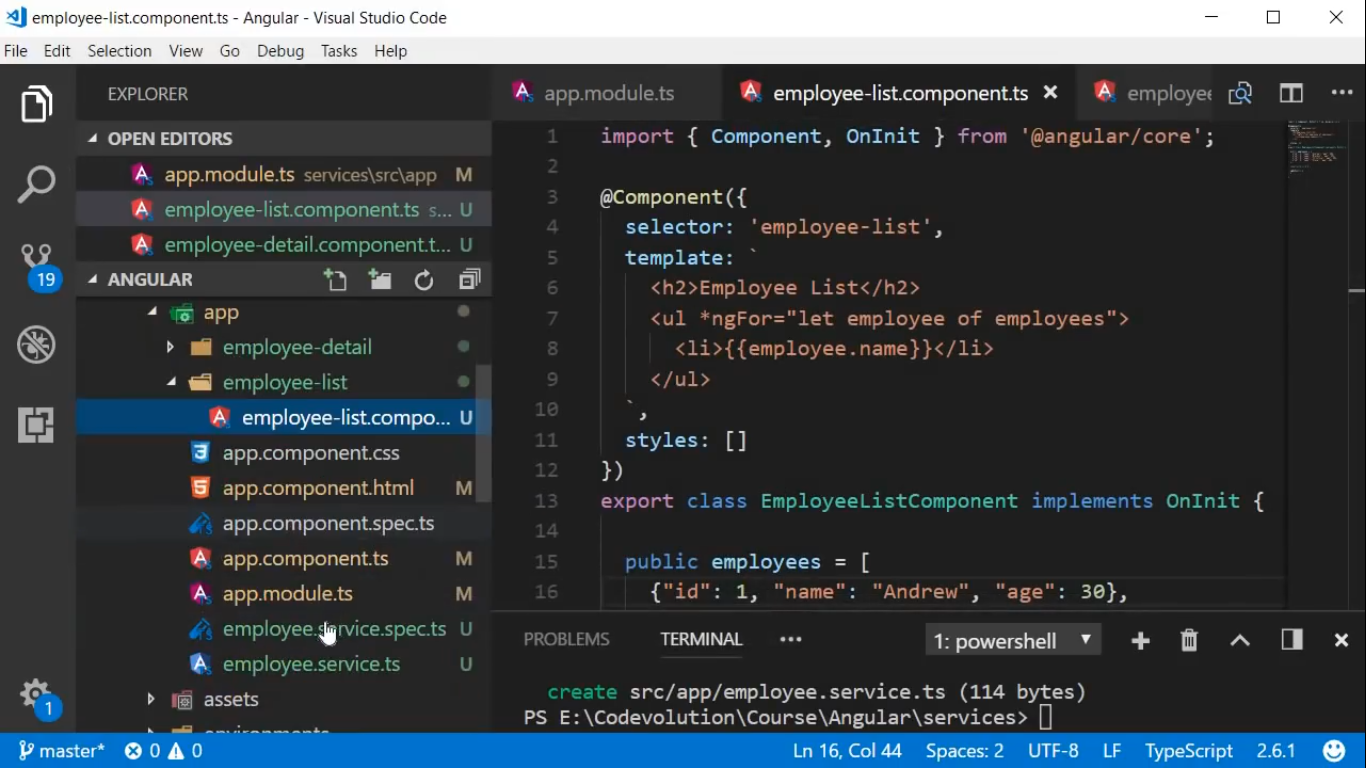 employee-list.component.ts - Angular - Visual Studio Code
File Edit Selection View Go Debug Tasks Help
EXPLORER
OPEN EDITORS
app.module.ts services\src\app M
employee-list.component.ts s... U
employee-detail.component.t... U
ANGULAR
app
employee-detail
employee-list
employee-list.compo... U
app.component.css
app.component.html M
app.component.spec.ts
app.component.ts M
app.module.ts M
employee.service.spec.ts U
employee.service.ts U
assets
environments
19
1
app.module.ts employee-list.component.ts employee
1 import { Component, OnInit } from '@angular/core';
2
3 @Component({
4 selector: 'employee-list',
5 template: `
6 <h2>Employee List</h2>
7 <ul *ngFor="let employee of employees">
8 <li>{{employee.name}}</li>
9 </ul>
10 `,
11 styles: []
12 })
13 export class EmployeeListComponent implements OnInit {
14
15 public employees = [
16 {"id": 1, "name": "Andrew", "age": 30},
PROBLEMS TERMINAL ••• 1: powershell
create src/app/employee.service.ts (114 bytes)
PS E:\Codevolution\Course\Angular\services>
master* 0 0 Ln 16, Col 44 Spaces: 2 UTF-8 LF TypeScript 2.6.1